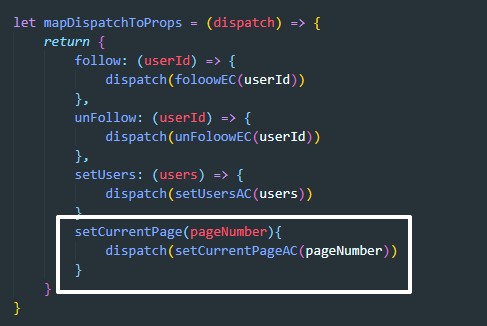 let mapDispatchToProps = (dispatch) => {
return {
follow: (userId) => {
dispatch(foloowEC(userId))
},
unFollow: (userId) => {
dispatch(unFoloowEC(userId))
},
setUsers: (users) => {
dispatch(setUsersAC(users))
}
setCurrentPage(pageNumber){
dispatch(setCurrentPageAC(pageNumber))
}
}
}